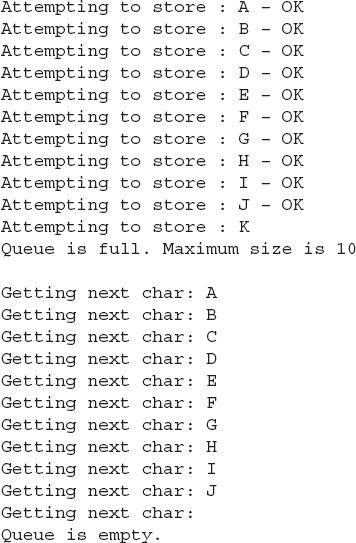 Attempting to store : A - OK
Attempting to store : B - OK
Attempting to store : C - OK
Attempting to store : D - OK
Attempting to store : E - OK
Attempting to store : F - OK
Attempting to store : G - OK
Attempting to store : H - OK
Attempting to store : I - OK
Attempting to store : J - OK
Attempting to store : K
Queue is full. Maximum size is 10

Getting next char: A
Getting next char: B
Getting next char: C
Getting next char: D
Getting next char: E
Getting next char: F
Getting next char: G
Getting next char: H
Getting next char: I
Getting next char: J
Getting next char:
Queue is empty.